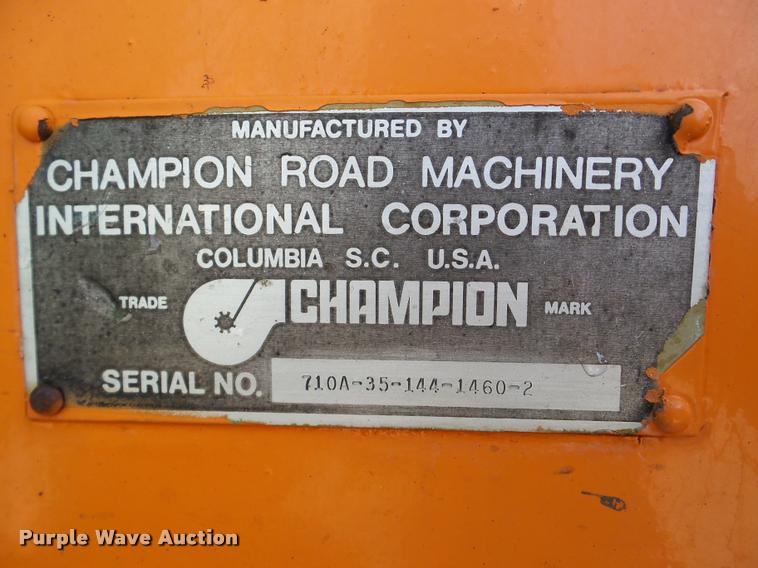 MANUFACTURED BY
CHAMPION ROAD MACHINERY
INTERNATIONAL CORPORATION
COLUMBIA S.C. U.S.A.
TRADE CHAMPION MARK
SERIAL NO. 710A-35-144-1460-2
Purple Wave Auction